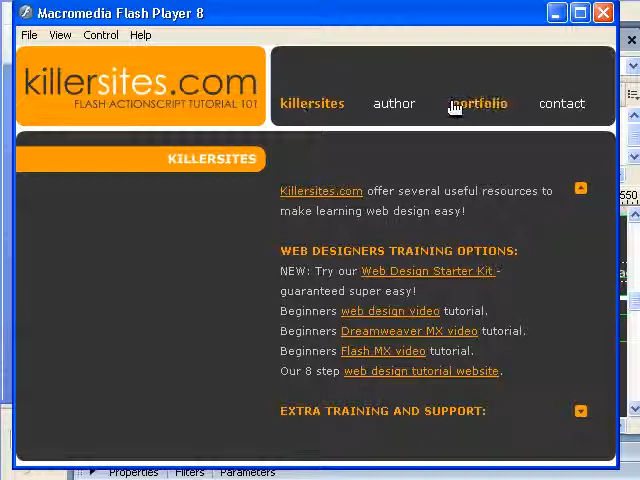 Macromedia Flash Player 8
File View Control Help
killersites.com
FLASH ACTIONSCRIPT TUTORIAL 101
killersites author portfolio contact
KILLERSITES
Killersites.com offer several useful resources to
make learning web design easy!
WEB DESIGNERS TRAINING OPTIONS:
NEW: Try our Web Design Starter Kit -
guaranteed super easy!
Beginners web design video tutorial.
Beginners Dreamweaver MX video tutorial.
Beginners Flash MX video tutorial.
Our 8 step web design tutorial website.
EXTRA TRAINING AND SUPPORT:
550
Properties Filters Parameters